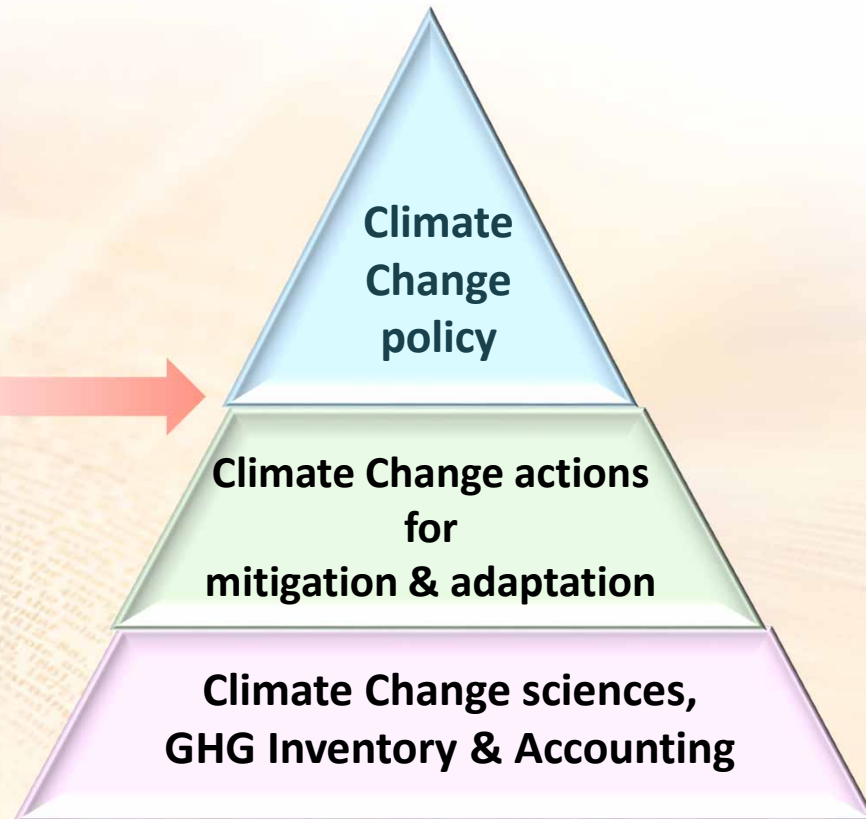 Climate
Change
policy
Climate Change actions
for
mitigation & adaptation
Climate Change sciences,
GHG Inventory & Accounting